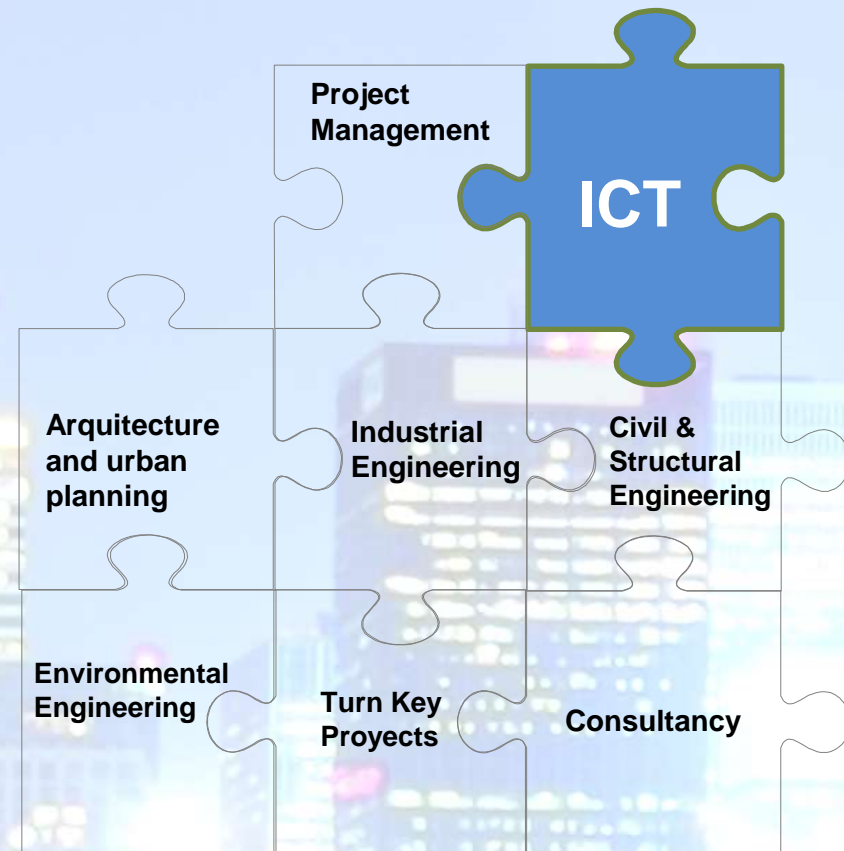 Project
Management
ICT
Arquitecture
and urban
planning
Industrial
Engineering
Civil &
Structural
Engineering
Environmental
Engineering
Turn Key
Proyects
Consultancy